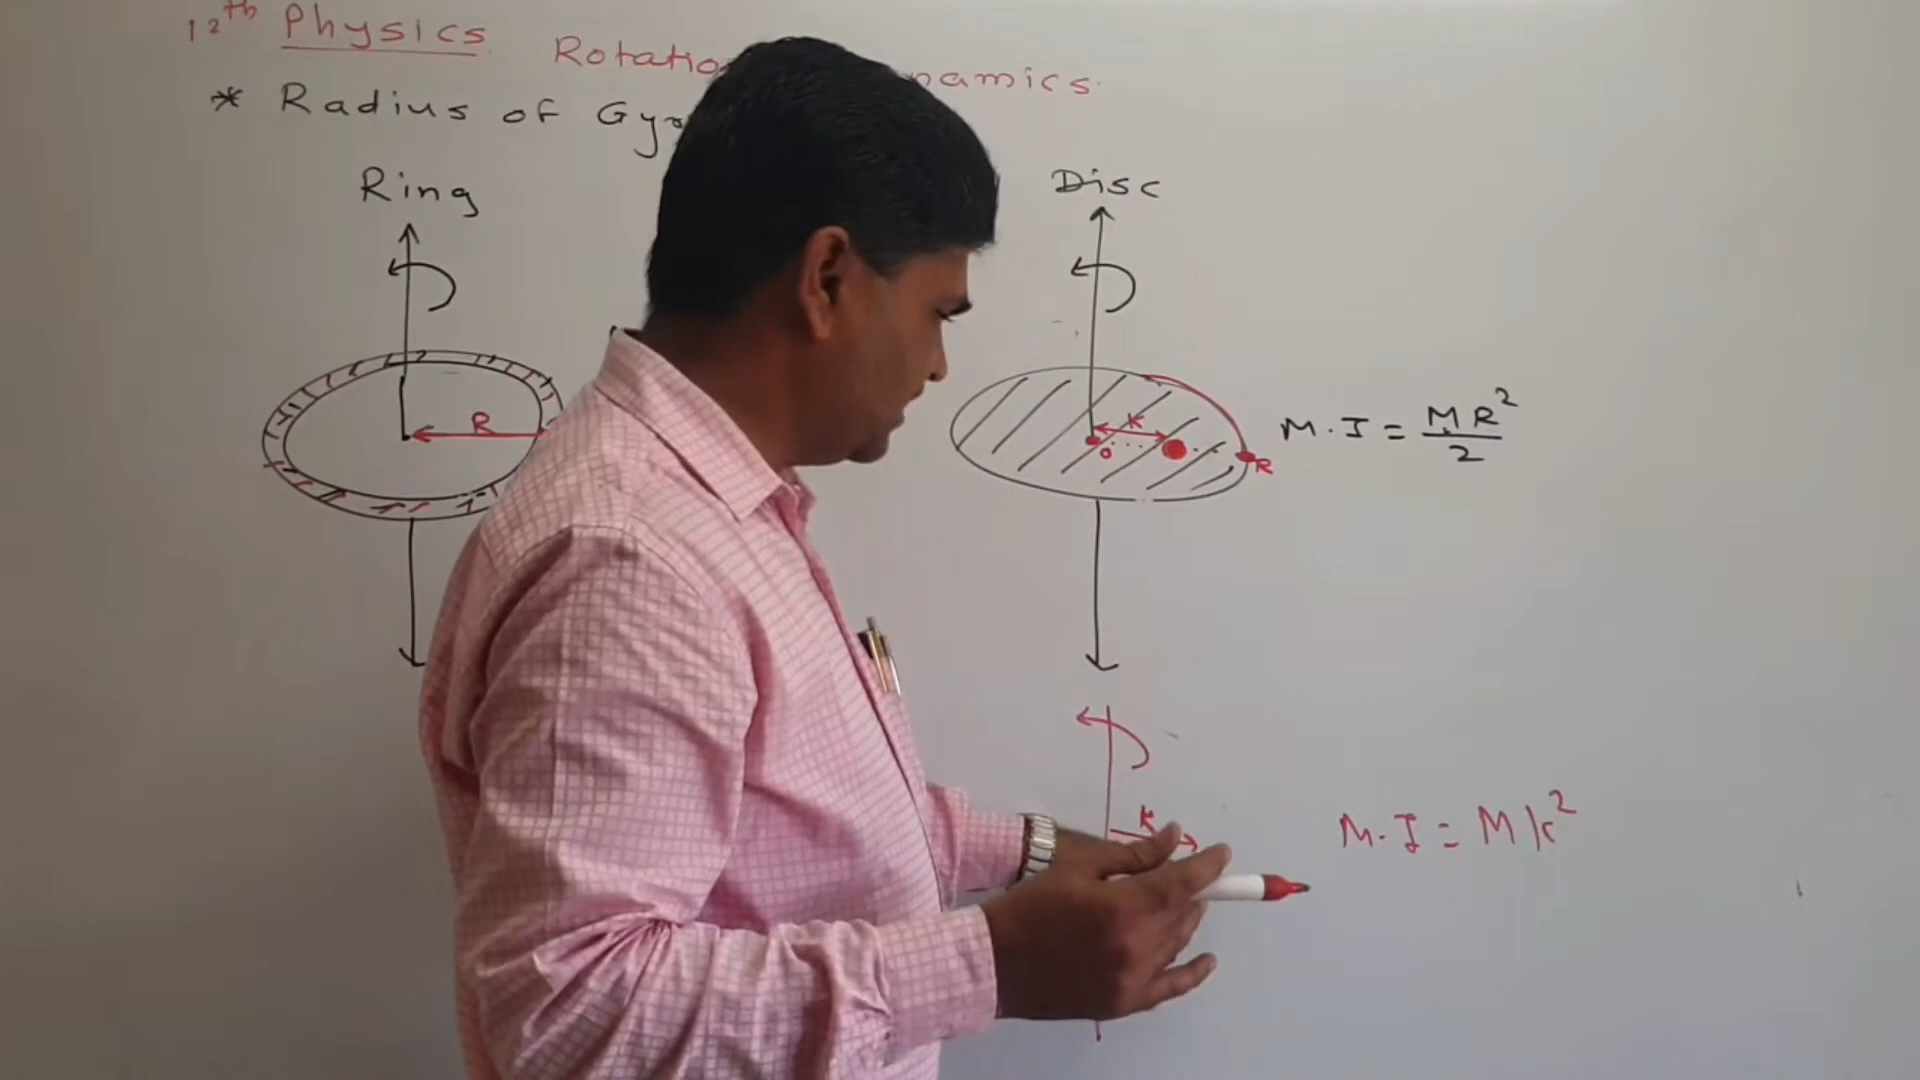 12th Physics Rotatio namics.
* Radius of Gy
Ring
Disc
R
K
O
R
M.I = MR²/2
K
M.I = MK²